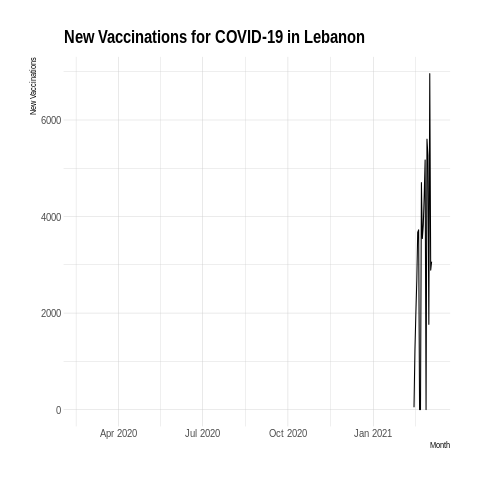 New Vaccinations for COVID-19 in Lebanon
New Vaccinations
6000
4000
2000
0
Apr 2020 Jul 2020 Oct 2020 Jan 2021
Month